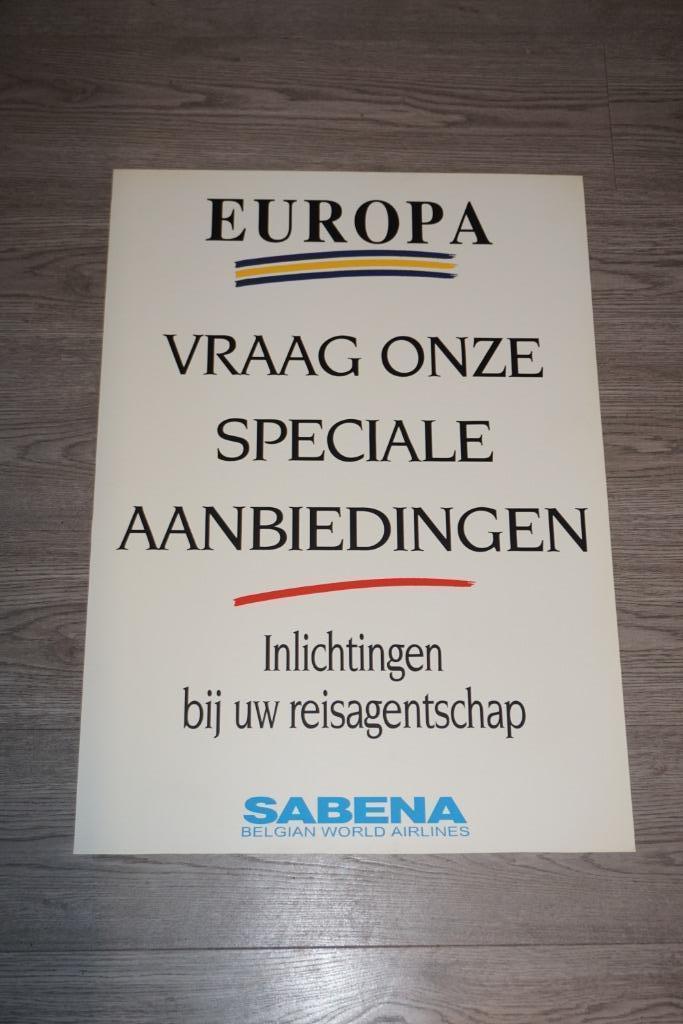 EUROPA
VRAAG ONZE
SPECIALE
AANBIEDINGEN
Inlichtingen
bij uw reisagentschap
SABENA
BELGIAN WORLD AIRLINES